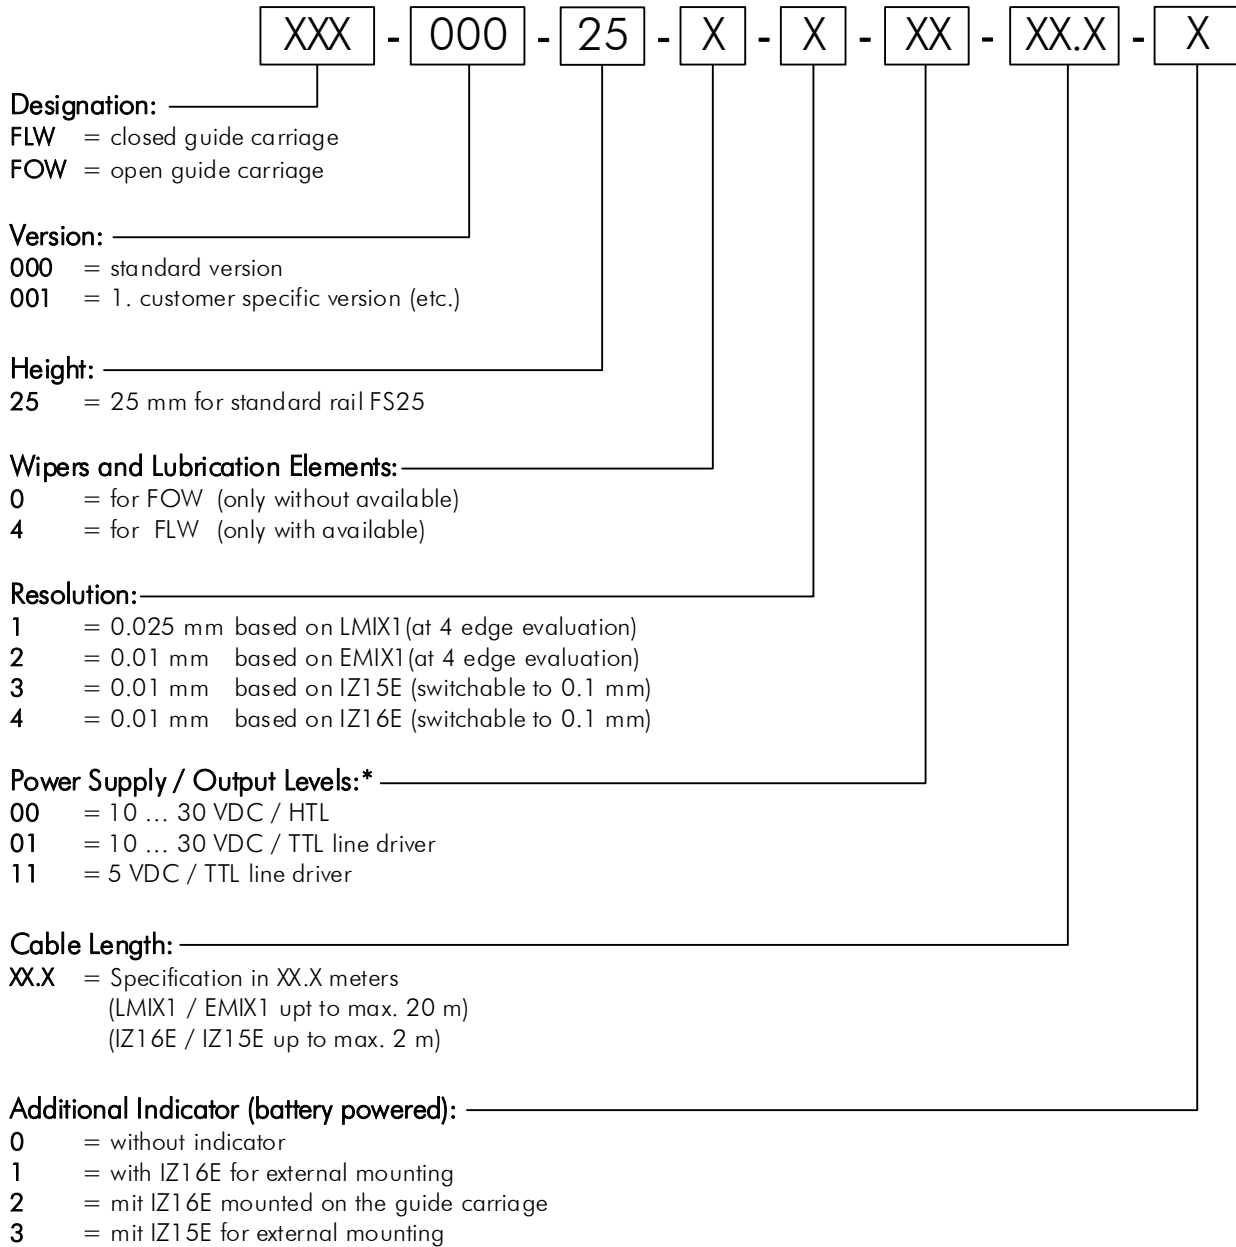 XXX - 000 - 25 - X - X - XX - XX.X - X
Designation:
FLW = closed guide carriage
FOW = open guide carriage
Version:
000 = standard version
001 = 1. customer specific version (etc.)
Height:
25 = 25 mm for standard rail FS25
Wipers and Lubrication Elements:
0 = for FOW (only without available)
4 = for FLW (only with available)
Resolution:
1 = 0.025 mm based on LMIX1(at 4 edge evaluation)
2 = 0.01 mm based on EMIX1(at 4 edge evaluation)
3 = 0.01 mm based on IZ15E (switchable to 0.1 mm)
4 = 0.01 mm based on IZ16E (switchable to 0.1 mm)
Power Supply / Output Levels:*
00 = 10 ... 30 VDC / HTL
01 = 10 ... 30 VDC / TTL line driver
11 = 5 VDC / TTL line driver
Cable Length:
XX.X = Specification in XX.X meters
(LMIX1 / EMIX1 upt to max. 20 m)
(IZ16E / IZ15E up to max. 2 m)
Additional Indicator (battery powered):
0 = without indicator
1 = with IZ16E for external mounting
2 = mit IZ16E mounted on the guide carriage
3 = mit IZ15E for external mounting